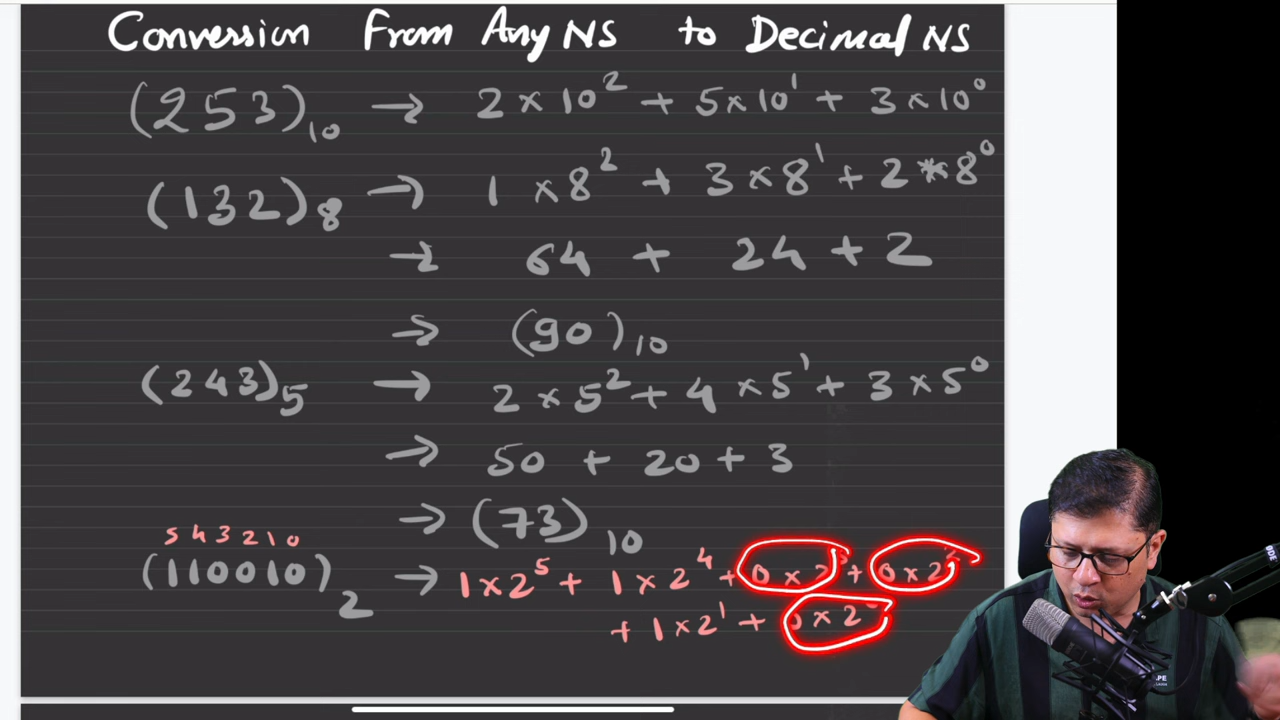 Conversion From Any NS to Decimal NS
(253)₁₀ → 2 × 10² + 5 × 10¹ + 3 × 10⁰
(132)₈ → 1 × 8² + 3 × 8¹ + 2 * 8⁰
→ 64 + 24 + 2
→ (90)₁₀
(243)₅ → 2 × 5² + 4 × 5¹ + 3 × 5⁰
→ 50 + 20 + 3
→ (73)₁₀
5 4 3 2 1 0
(110010)₂ → 1 × 2⁵ + 1 × 2⁴ + 0 × 2³ + 0 × 2²
+ 1 × 2¹ + 0 × 2